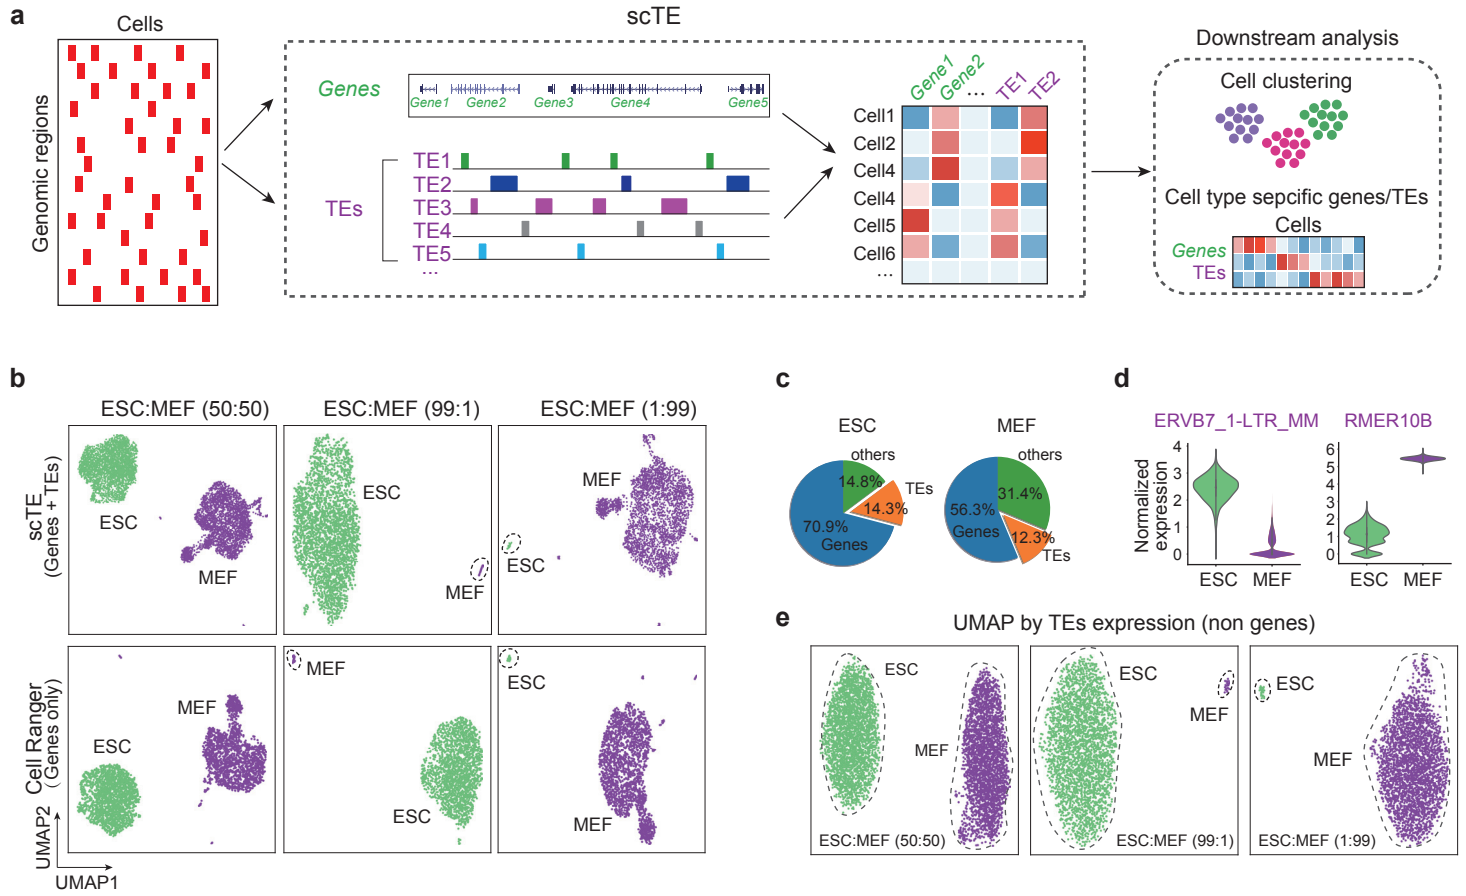 a
scTE
Cells
Genomic regions
Genes
Gene1 Gene2 Gene3 Gene4 Gene5
TEs
TE1
TE2
TE3
TE4
TE5
...
Gene1 Gene2 ... TE1 TE2
Cell1
Cell2
Cell4
Cell4
Cell5
Cell6
...
Downstream analysis
Cell clustering
Cell type sepcific genes/TEs
Cells
Genes
TEs
b
ESC:MEF (50:50)
ESC:MEF (99:1)
ESC:MEF (1:99)
scTE
(Genes + TEs)
ESC
MEF
ESC
MEF
MEF
ESC
Cell Ranger
(Genes only)
MEF
ESC
MEF
ESC
ESC
MEF
UMAP2
UMAP1
c
ESC
others
14.8%
TEs
14.3%
70.9%
Genes
MEF
others
31.4%
56.3%
Genes
12.3%
TEs
d
ERVB7_1-LTR_MM
Normalized
expression
4
3
2
1
0
ESC MEF
RMER10B
6
5
4
3
2
1
0
ESC MEF
e
UMAP by TEs expression (non genes)
ESC
MEF
ESC:MEF (50:50)
ESC
MEF
ESC:MEF (99:1)
ESC
MEF
ESC:MEF (1:99)